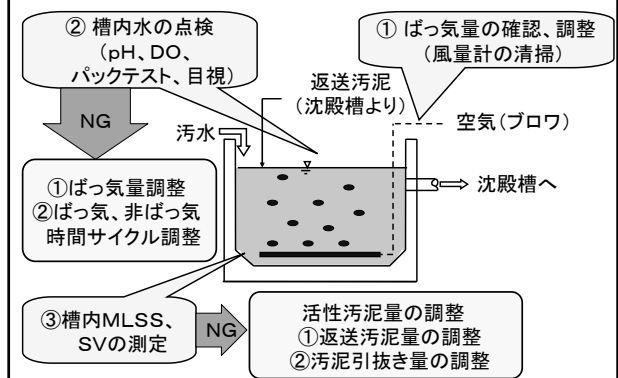 ② 槽内水の点検
(pH、DO、
パックテスト、目視)
① ばっ気量の確認、調整
(風量計の清掃)
返送汚泥
(沈殿槽より)
空気(ブロワ)
NG
汚水
沈殿槽へ
①ばっ気量調整
②ばっ気、非ばっ気
時間サイクル調整
③槽内MLSS、
SVの測定
NG
活性汚泥量の調整
①返送汚泥量の調整
②汚泥引抜き量の調整